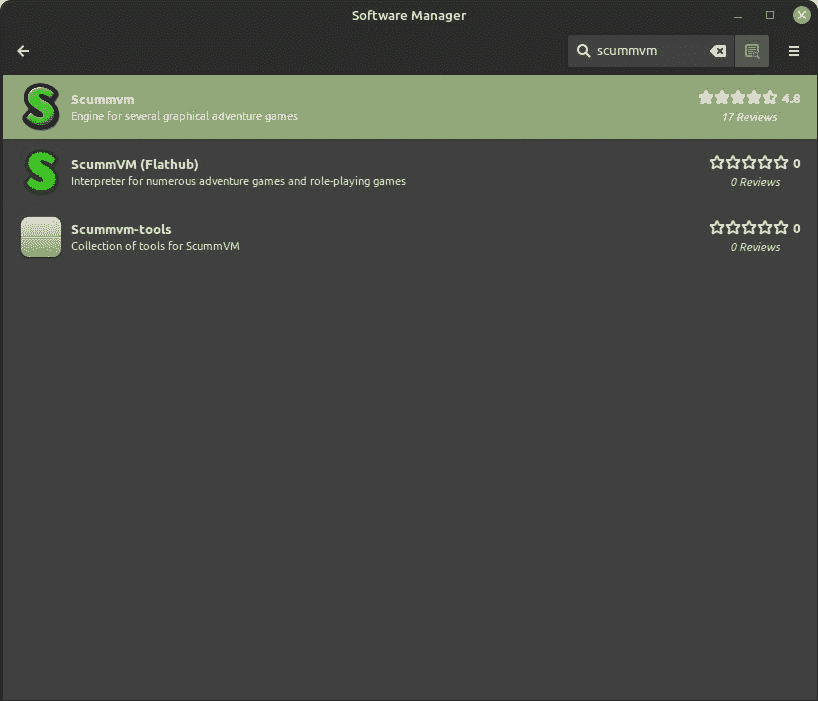 Software Manager
scummvm
Scummvm
4.8
Engine for several graphical adventure games
17 Reviews
ScummVM (Flathub)
0
Interpreter for numerous adventure games and role-playing games
0 Reviews
Scummvm-tools
0
Collection of tools for ScummVM
0 Reviews